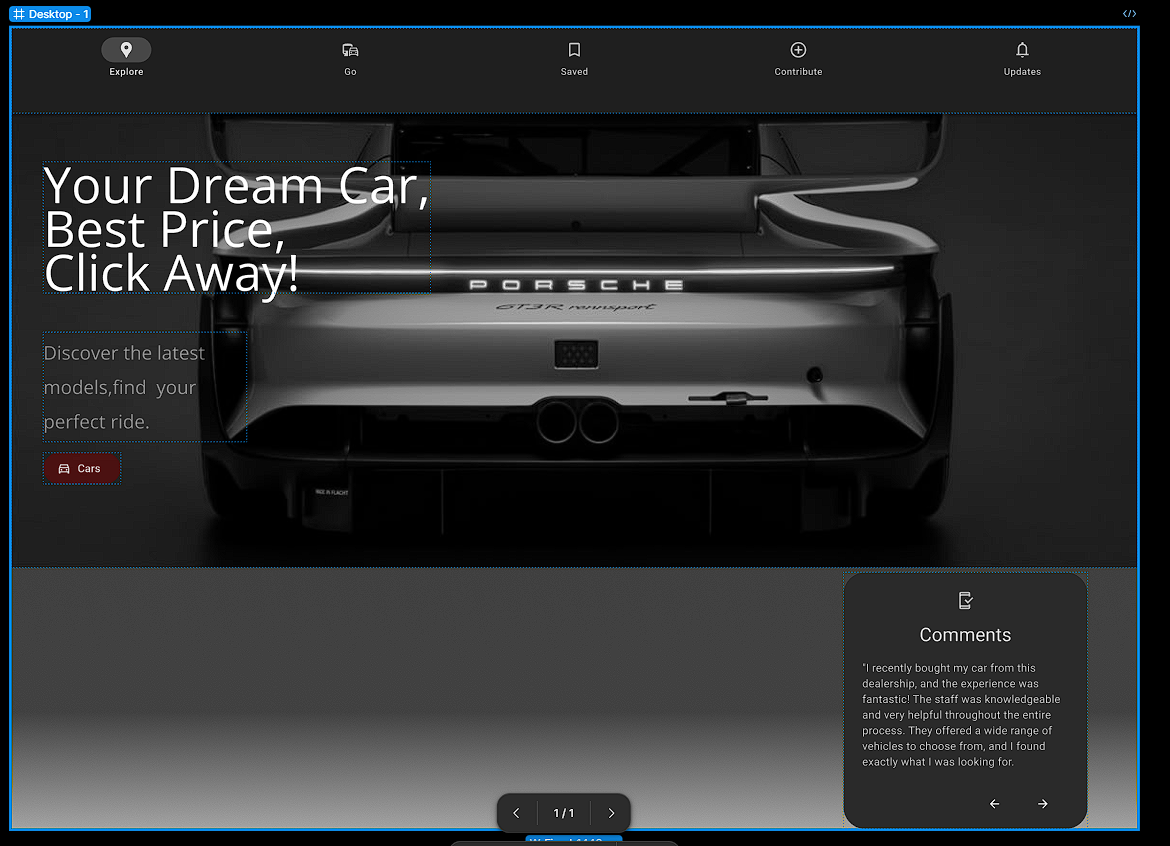 Desktop - 1
Explore
Go
Saved
Contribute
Updates
Your Dream Car,
Best Price,
Click Away!
PORSCHE
GT3R rennsport
Discover the latest
models,find  your
perfect ride.
Cars
MADE IN FLACHT
Comments
"I recently bought my car from this
dealership, and the experience was
fantastic! The staff was knowledgeable
and very helpful throughout the entire
process. They offered a wide range of
vehicles to choose from, and I found
exactly what I was looking for.
1 / 1